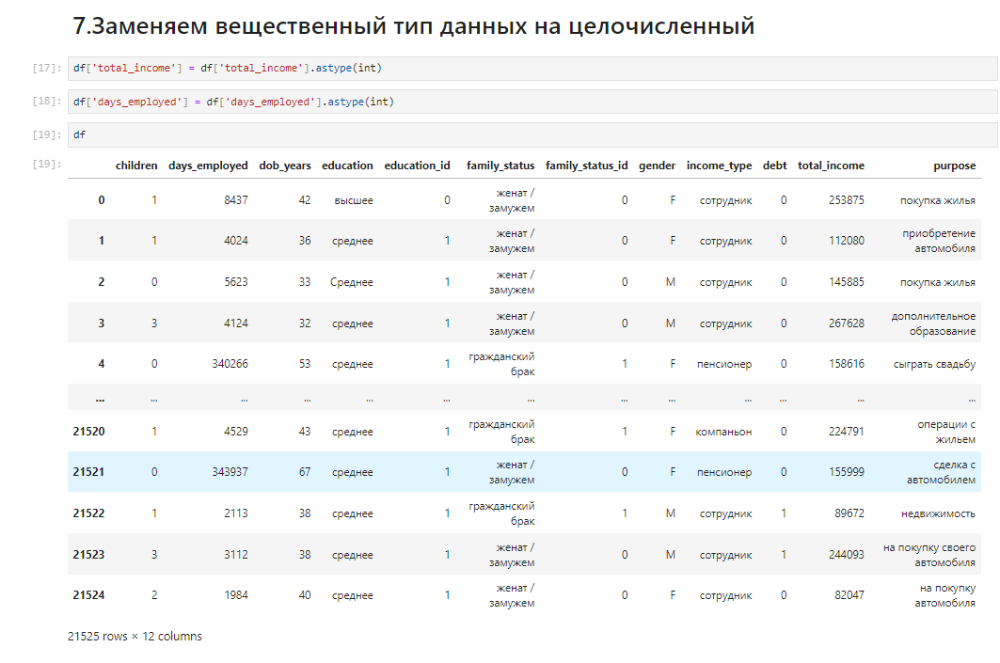 7.Заменяем вещественный тип данных на целочисленный
[17]: df['total_income'] = df['total_income'].astype(int)
[18]: df['days_employed'] = df['days_employed'].astype(int)
[19]: df
[19]: children days_employed dob_years education education_id family_status family_status_id gender income_type debt total_income purpose
0 1 8437 42 высшее 0 женат / замужем 0 F сотрудник 0 253875 покупка жилья
1 1 4024 36 среднее 1 женат / замужем 0 F сотрудник 0 112080 приобретение автомобиля
2 0 5623 33 Среднее 1 женат / замужем 0 M сотрудник 0 145885 покупка жилья
3 3 4124 32 среднее 1 женат / замужем 0 M сотрудник 0 267628 дополнительное образование
4 0 340266 53 среднее 1 гражданский брак 1 F пенсионер 0 158616 сыграть свадьбу
... ... ... ... ... ... ... ... ... ... ... ... ...
21520 1 4529 43 среднее 1 гражданский брак 1 F компаньон 0 224791 операции с жильем
21521 0 343937 67 среднее 1 женат / замужем 0 F пенсионер 0 155999 сделка с автомобилем
21522 1 2113 38 среднее 1 гражданский брак 1 M сотрудник 1 89672 недвижимость
21523 3 3112 38 среднее 1 женат / замужем 0 M сотрудник 1 244093 на покупку своего автомобиля
21524 2 1984 40 среднее 1 женат / замужем 0 F сотрудник 0 82047 на покупку автомобиля
21525 rows × 12 columns